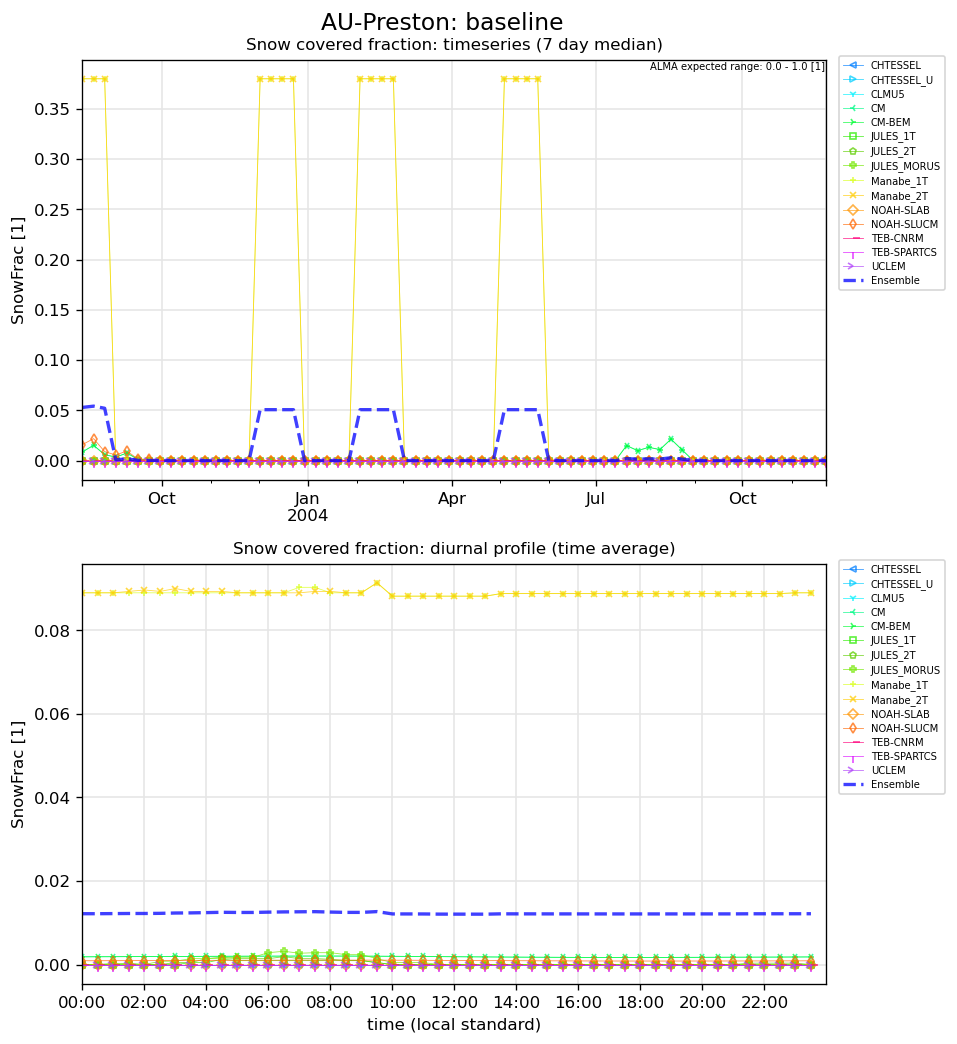 AU-Preston: baseline
Snow covered fraction: timeseries (7 day median)
ALMA expected range: 0.0 - 1.0 [1]
SnowFrac [1]
0.35
0.30
0.25
0.20
0.15
0.10
0.05
0.00
Oct
Jan
2004
Apr
Jul
Oct
CHTESSEL
CHTESSEL_U
CLMU5
CM
CM-BEM
JULES_1T
JULES_2T
JULES_MORUS
Manabe_1T
Manabe_2T
NOAH-SLAB
NOAH-SLUCM
TEB-CNRM
TEB-SPARTCS
UCLEM
Ensemble
Snow covered fraction: diurnal profile (time average)
SnowFrac [1]
0.08
0.06
0.04
0.02
0.00
00:00 02:00 04:00 06:00 08:00 10:00 12:00 14:00 16:00 18:00 20:00 22:00
time (local standard)
CHTESSEL
CHTESSEL_U
CLMU5
CM
CM-BEM
JULES_1T
JULES_2T
JULES_MORUS
Manabe_1T
Manabe_2T
NOAH-SLAB
NOAH-SLUCM
TEB-CNRM
TEB-SPARTCS
UCLEM
Ensemble